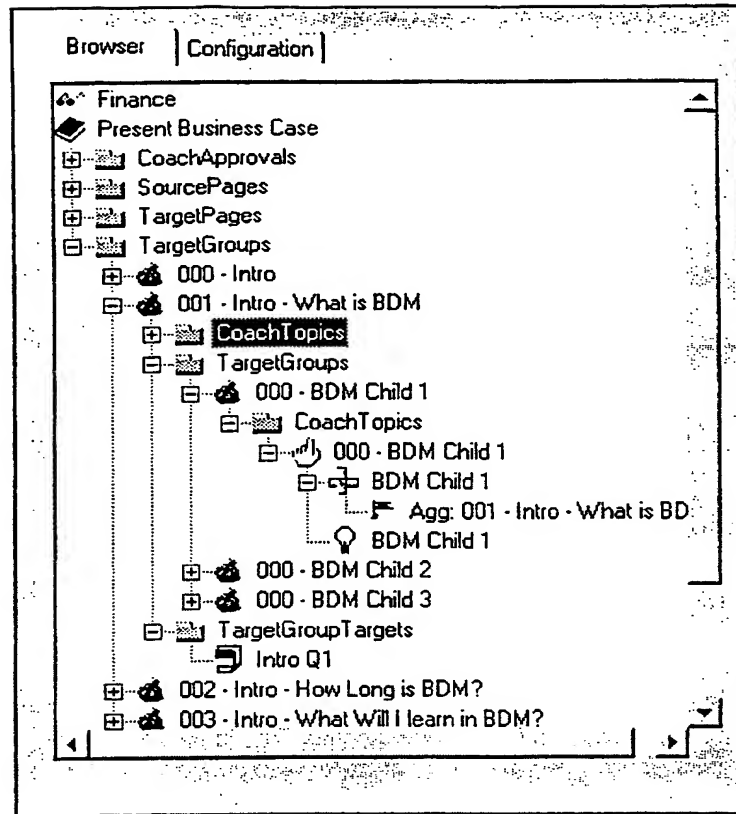 Browser Configuration
Finance
Present Business Case
CoachApprovals
SourcePages
TargetPages
TargetGroups
000 - Intro
001 - Intro - What is BDM
CoachTopics
TargetGroups
000 - BDM Child 1
CoachTopics
000 - BDM Child 1
BDM Child 1
Agg: 001 - Intro - What is BD
BDM Child 1
000 - BDM Child 2
000 - BDM Child 3
TargetGroupTargets
Intro Q1
002 - Intro - How Long is BDM?
003 - Intro - What Will I learn in BDM?